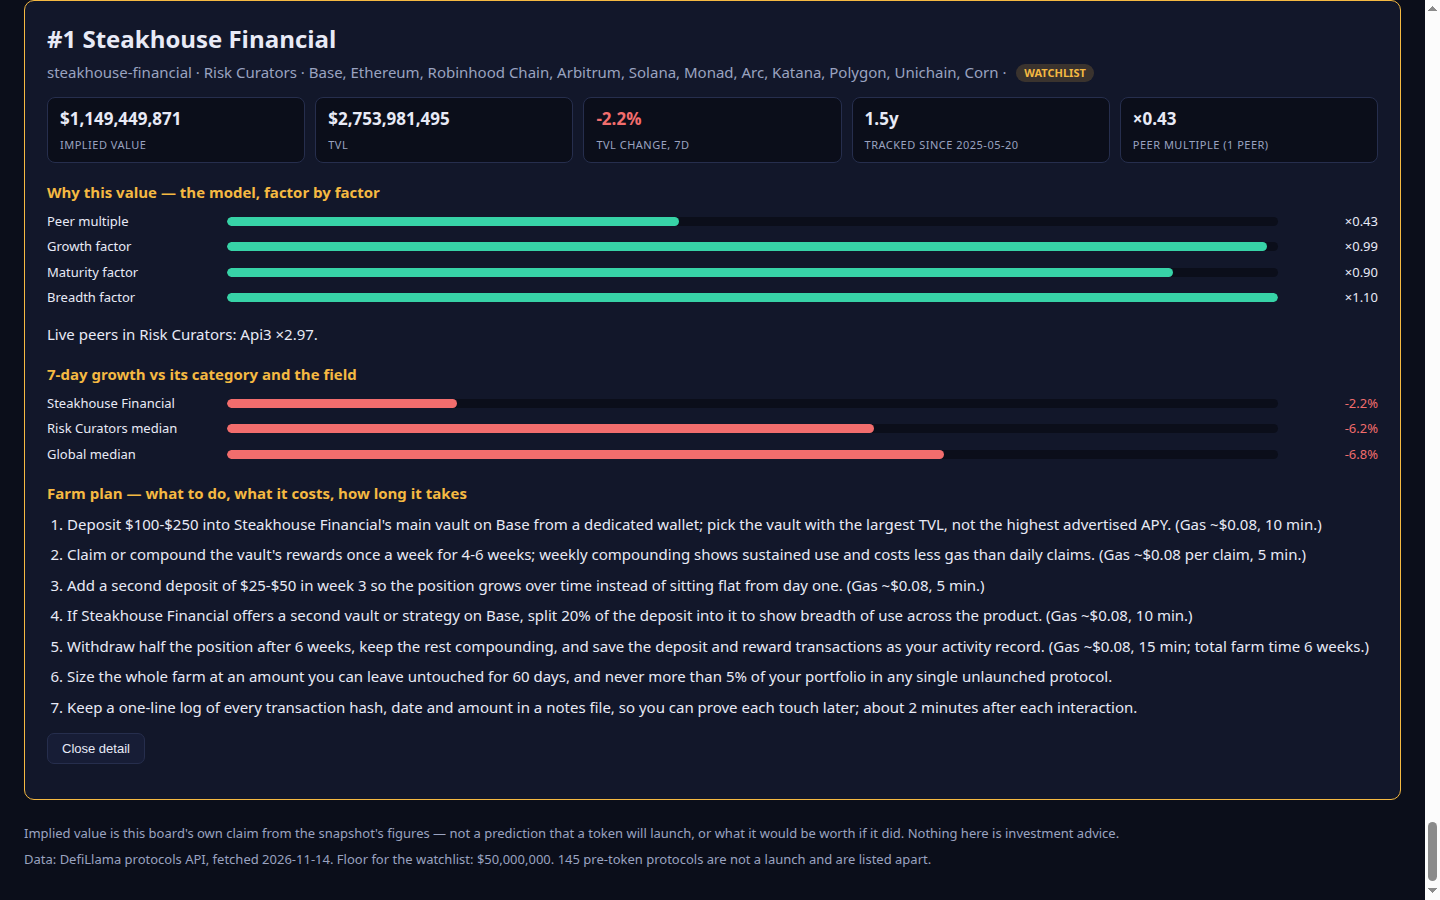 #1 Steakhouse Financial
steakhouse-financial · Risk Curators · Base, Ethereum, Robinhood Chain, Arbitrum, Solana, Monad, Arc, Katana, Polygon, Unichain, Corn · WATCHLIST
$1,149,449,871
IMPLIED VALUE
$2,753,981,495
TVL
-2.2%
TVL CHANGE, 7D
1.5y
TRACKED SINCE 2025-05-20
×0.43
PEER MULTIPLE (1 PEER)
Why this value — the model, factor by factor
Peer multiple ×0.43
Growth factor ×0.99
Maturity factor ×0.90
Breadth factor ×1.10
Live peers in Risk Curators: Api3 ×2.97.
7-day growth vs its category and the field
Steakhouse Financial -2.2%
Risk Curators median -6.2%
Global median -6.8%
Farm plan — what to do, what it costs, how long it takes
1. Deposit $100-$250 into Steakhouse Financial's main vault on Base from a dedicated wallet; pick the vault with the largest TVL, not the highest advertised APY. (Gas ~$0.08, 10 min.)
2. Claim or compound the vault's rewards once a week for 4-6 weeks; weekly compounding shows sustained use and costs less gas than daily claims. (Gas ~$0.08 per claim, 5 min.)
3. Add a second deposit of $25-$50 in week 3 so the position grows over time instead of sitting flat from day one. (Gas ~$0.08, 5 min.)
4. If Steakhouse Financial offers a second vault or strategy on Base, split 20% of the deposit into it to show breadth of use across the product. (Gas ~$0.08, 10 min.)
5. Withdraw half the position after 6 weeks, keep the rest compounding, and save the deposit and reward transactions as your activity record. (Gas ~$0.08, 15 min; total farm time 6 weeks.)
6. Size the whole farm at an amount you can leave untouched for 60 days, and never more than 5% of your portfolio in any single unlaunched protocol.
7. Keep a one-line log of every transaction hash, date and amount in a notes file, so you can prove each touch later; about 2 minutes after each interaction.
Close detail
Implied value is this board's own claim from the snapshot's figures — not a prediction that a token will launch, or what it would be worth if it did. Nothing here is investment advice.
Data: DefiLlama protocols API, fetched 2026-11-14. Floor for the watchlist: $50,000,000. 145 pre-token protocols are not a launch and are listed apart.